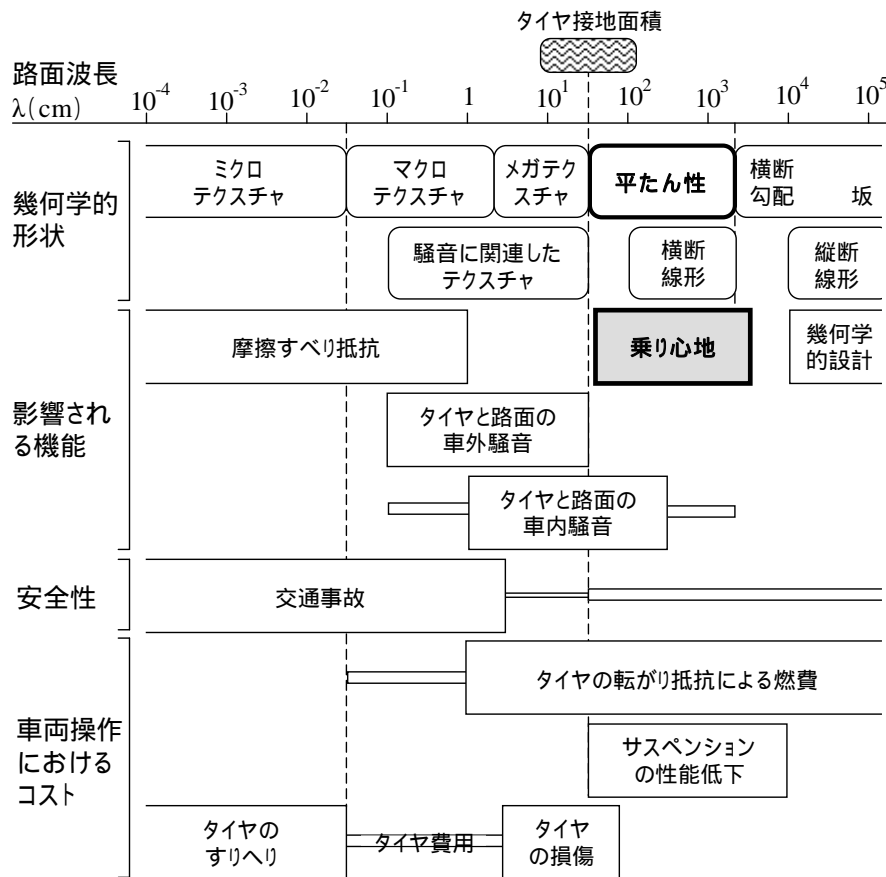 タイヤ接地面積
路面波長
λ(cm)
10-4 10-3 10-2 10-1 1 101 102 103 104 105
幾何学的
形状
ミクロ
テクスチャ
マクロ
テクスチャ
メガテク
スチャ
平たん性
横断
勾配 坂
騒音に関連した
テクスチャ
横断
線形
縦断
線形
影響され
る機能
摩擦すべり抵抗
乗り心地
幾何学
的設計
タイヤと路面の
車外騒音
タイヤと路面の
車内騒音
安全性
交通事故
車両操作
における
コスト
タイヤの転がり抵抗による燃費
サスペンション
の性能低下
タイヤの
すりへり
タイヤ費用
タイヤ
の損傷